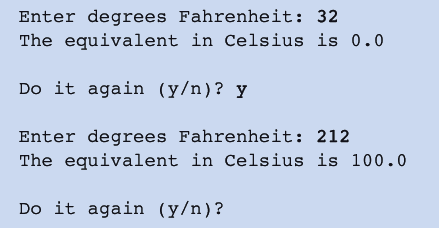 Enter degrees Fahrenheit: 32
The equivalent in Celsius is 0.0
Do it again (y/n)? y
Enter degrees Fahrenheit: 212
The equivalent in Celsius is 100.0
Do it again (y/n)?